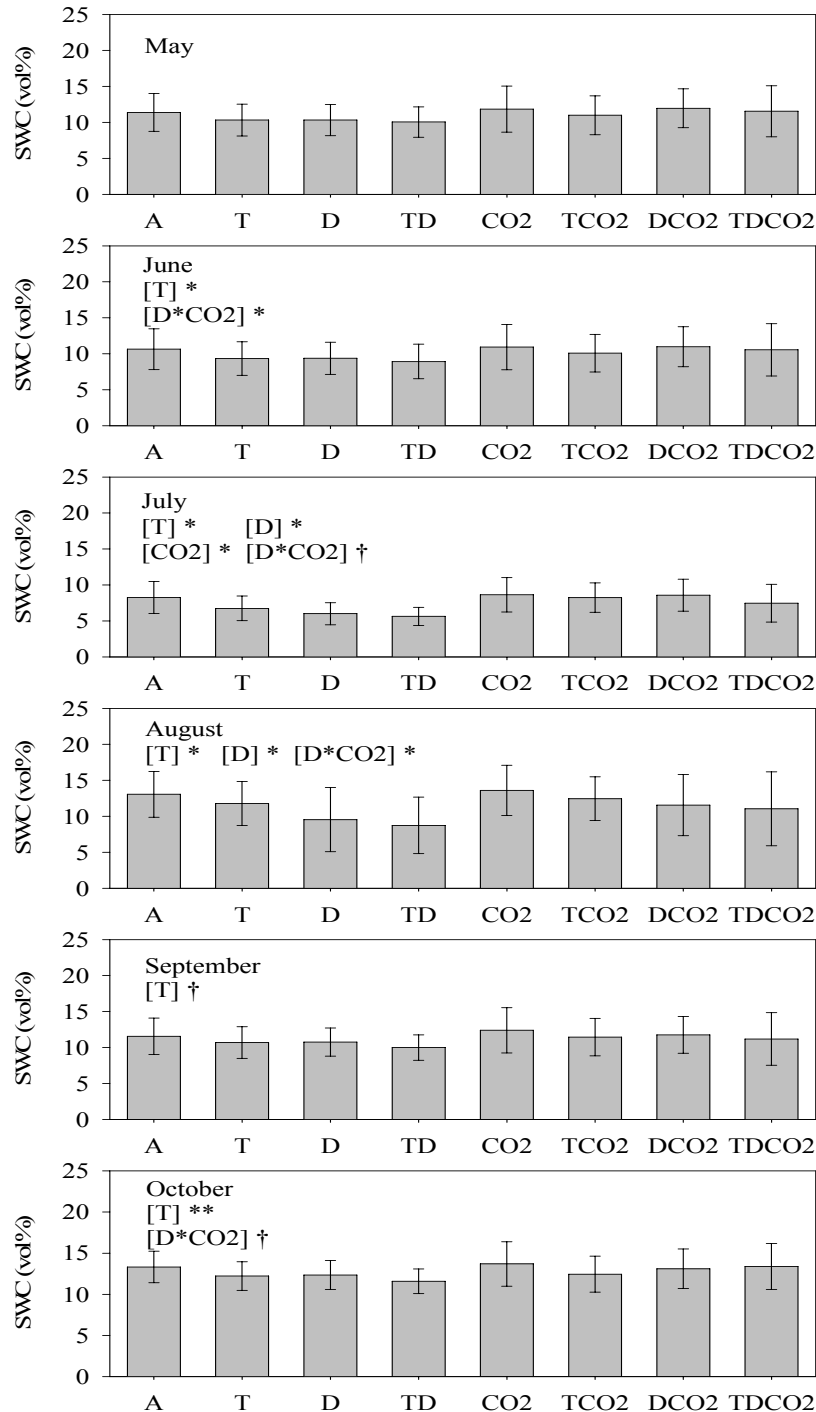 25
20
May
15
10
5
0
SWC (vol%)
A T D TD CO2 TCO2 DCO2 TDCO2
25
June
20
[T] *
15
[D*CO2] *
10
5
0
SWC (vol%)
A T D TD CO2 TCO2 DCO2 TDCO2
25
July
20
[T] * [D] *
15
[CO2] * [D*CO2] †
10
5
0
SWC (vol%)
A T D TD CO2 TCO2 DCO2 TDCO2
25
August
20
[T] * [D] * [D*CO2] *
15
10
5
0
SWC (vol%)
A T D TD CO2 TCO2 DCO2 TDCO2
25
September
20
[T] †
15
10
5
0
SWC (vol%)
A T D TD CO2 TCO2 DCO2 TDCO2
25
October
20
[T] **
15
[D*CO2] †
10
5
0
SWC (vol%)
A T D TD CO2 TCO2 DCO2 TDCO2